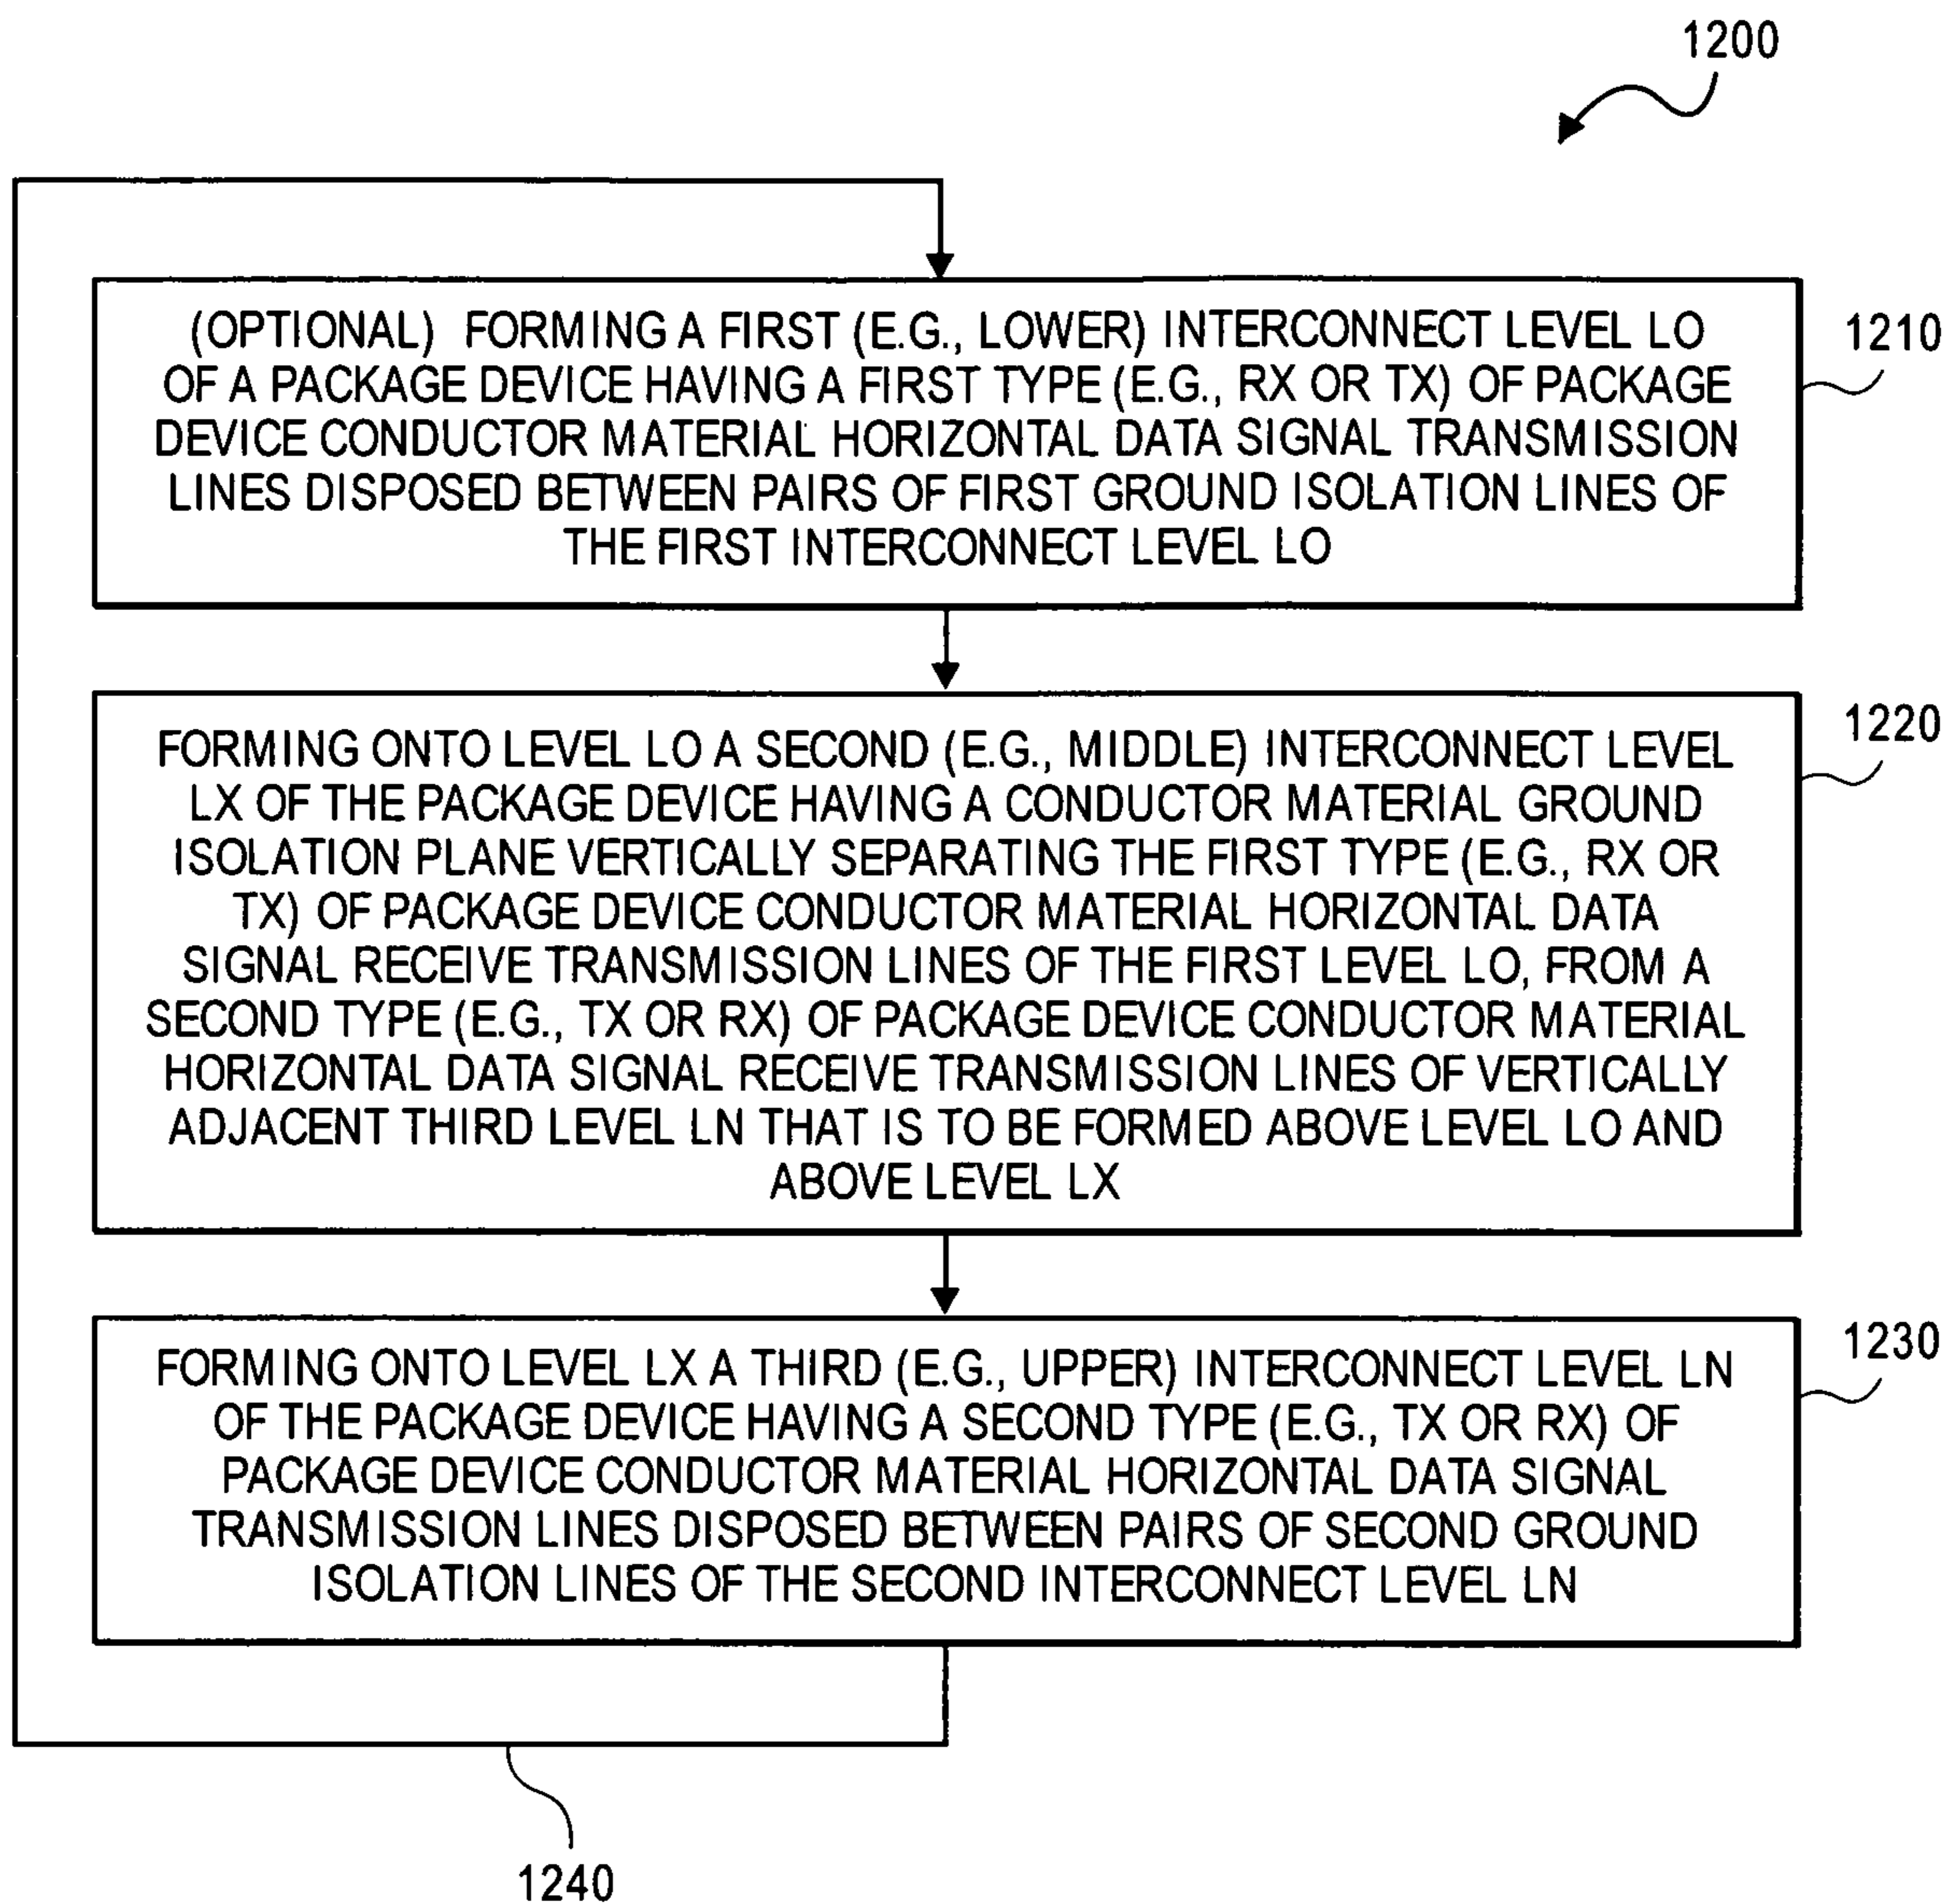 1200
(OPTIONAL) FORMING A FIRST (E.G., LOWER) INTERCONNECT LEVEL LO
OF A PACKAGE DEVICE HAVING A FIRST TYPE (E.G., RX OR TX) OF PACKAGE
DEVICE CONDUCTOR MATERIAL HORIZONTAL DATA SIGNAL TRANSMISSION
LINES DISPOSED BETWEEN PAIRS OF FIRST GROUND ISOLATION LINES OF
THE FIRST INTERCONNECT LEVEL LO
1210
FORMING ONTO LEVEL LO A SECOND (E.G., MIDDLE) INTERCONNECT LEVEL
LX OF THE PACKAGE DEVICE HAVING A CONDUCTOR MATERIAL GROUND
ISOLATION PLANE VERTICALLY SEPARATING THE FIRST TYPE (E.G., RX OR
TX) OF PACKAGE DEVICE CONDUCTOR MATERIAL HORIZONTAL DATA
SIGNAL RECEIVE TRANSMISSION LINES OF THE FIRST LEVEL LO, FROM A
SECOND TYPE (E.G., TX OR RX) OF PACKAGE DEVICE CONDUCTOR MATERIAL
HORIZONTAL DATA SIGNAL RECEIVE TRANSMISSION LINES OF VERTICALLY
ADJACENT THIRD LEVEL LN THAT IS TO BE FORMED ABOVE LEVEL LO AND
ABOVE LEVEL LX
1220
FORMING ONTO LEVEL LX A THIRD (E.G., UPPER) INTERCONNECT LEVEL LN
OF THE PACKAGE DEVICE HAVING A SECOND TYPE (E.G., TX OR RX) OF
PACKAGE DEVICE CONDUCTOR MATERIAL HORIZONTAL DATA SIGNAL
TRANSMISSION LINES DISPOSED BETWEEN PAIRS OF SECOND GROUND
ISOLATION LINES OF THE SECOND INTERCONNECT LEVEL LN
1230
1240